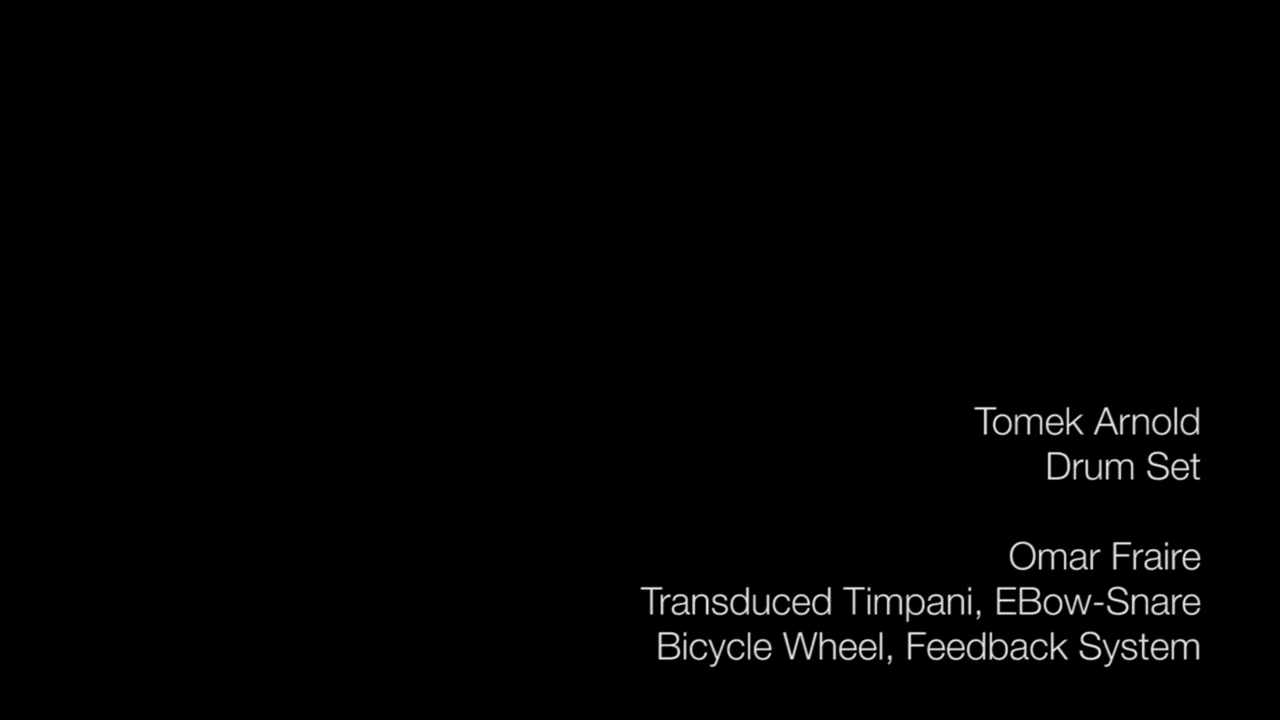 Tomek Arnold
Drum Set
Omar Fraire
Transduced Timpani, EBow-Snare
Bicycle Wheel, Feedback System